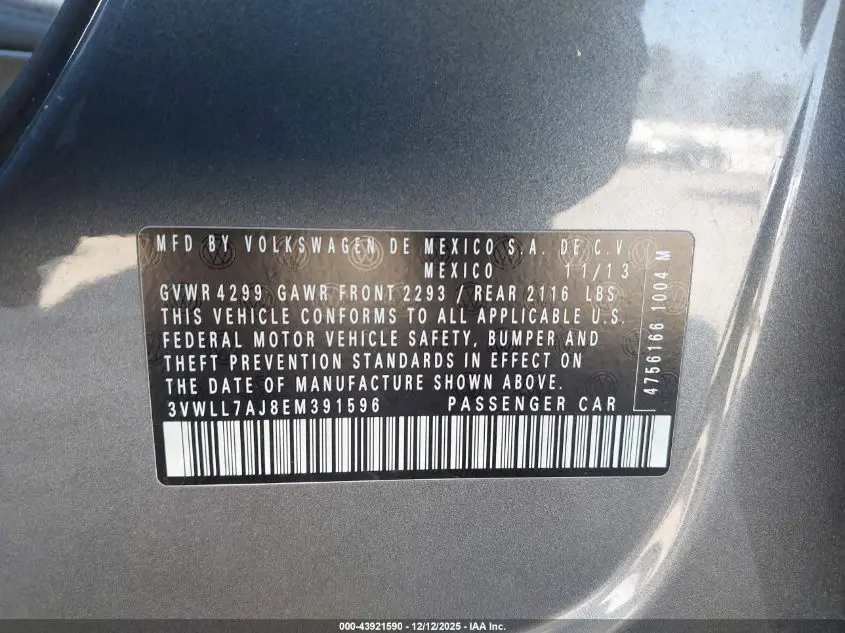 MFD BY VOLKSWAGEN DE MEXICO S.A. DE C.V.
MEXICO 11/13
GVWR 4299 GAWR FRONT 2293 / REAR 2116 LBS
THIS VEHICLE CONFORMS TO ALL APPLICABLE U.S.
FEDERAL MOTOR VEHICLE SAFETY, BUMPER AND
THEFT PREVENTION STANDARDS IN EFFECT ON
THE DATE OF MANUFACTURE SHOWN ABOVE.
3VWLL7AJ8EM391596 PASSENGER CAR
4756166 1004 M
000-43921590 - 12/12/2025 - IAA Inc.